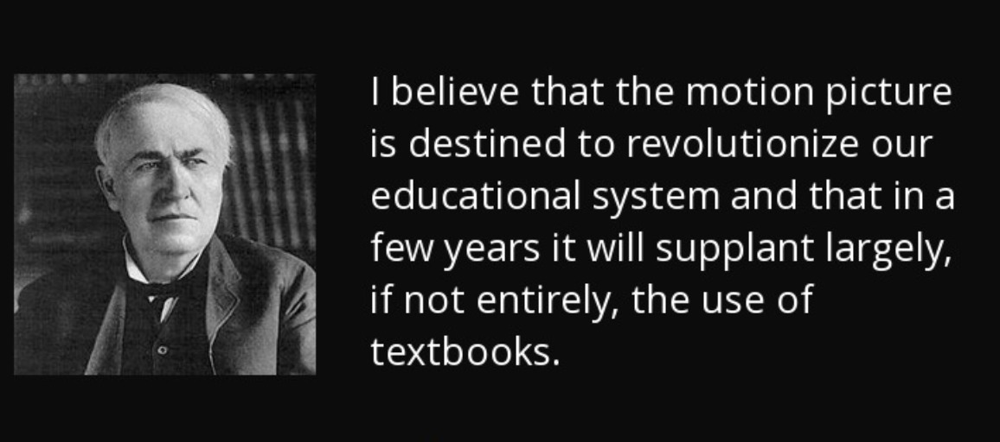 I believe that the motion picture
is destined to revolutionize our
educational system and that in a
few years it will supplant largely,
if not entirely, the use of
textbooks.